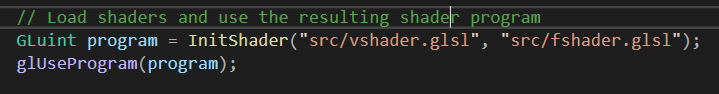 // Load shaders and use the resulting shader program
GLuint program = InitShader("src/vshader.glsl", "src/fshader.glsl");
glUseProgram(program);